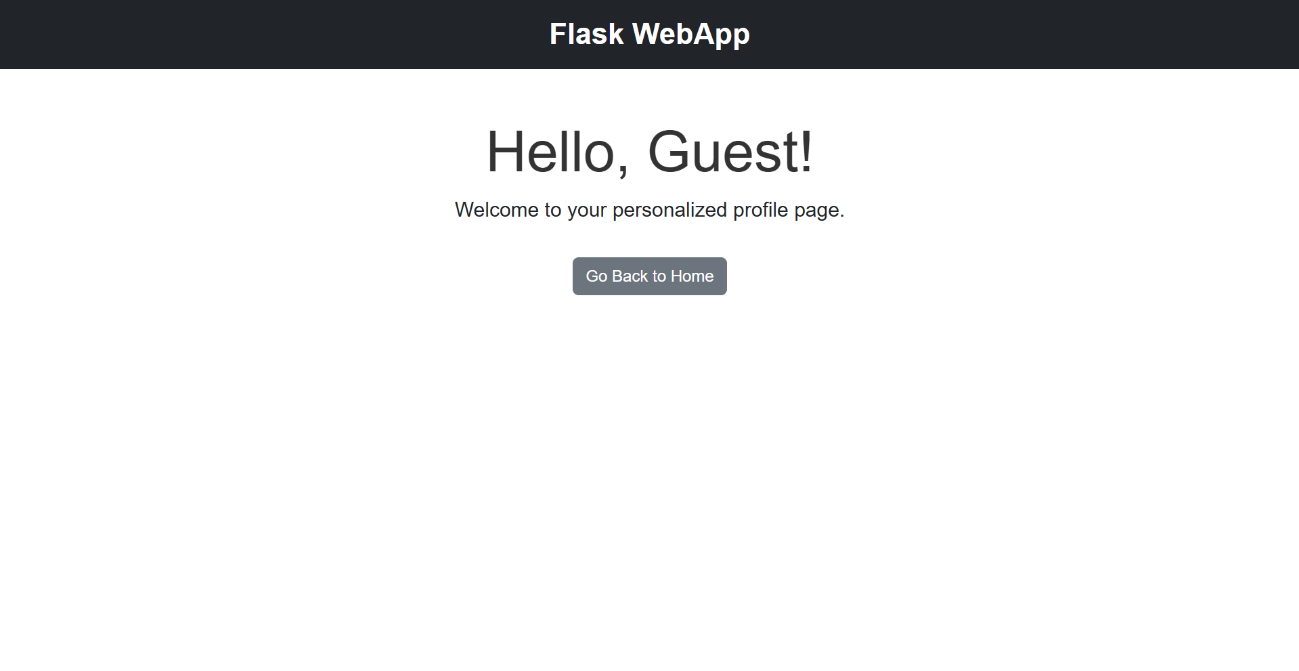 Flask WebApp
Hello, Guest!
Welcome to your personalized profile page.
Go Back to Home